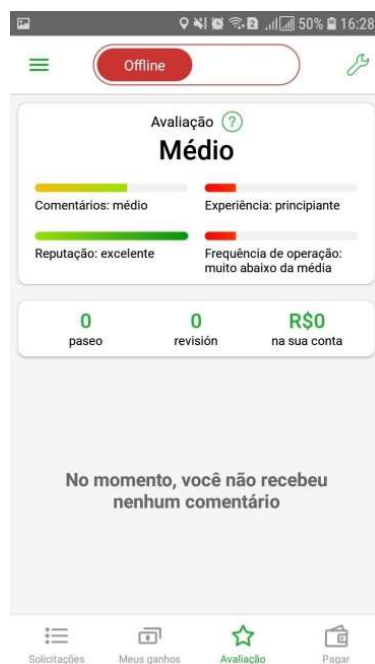 2 50% 16:28
Offline
Avaliação ?
Médio
Comentários: médio
Experiência: principiante
Reputação: excelente
Frequência de operação:
muito abaixo da média
0
paseo
0
revisión
R$0
na sua conta
No momento, você não recebeu
nenhum comentário
Solicitações
Meus ganhos
Avaliação
Pagar